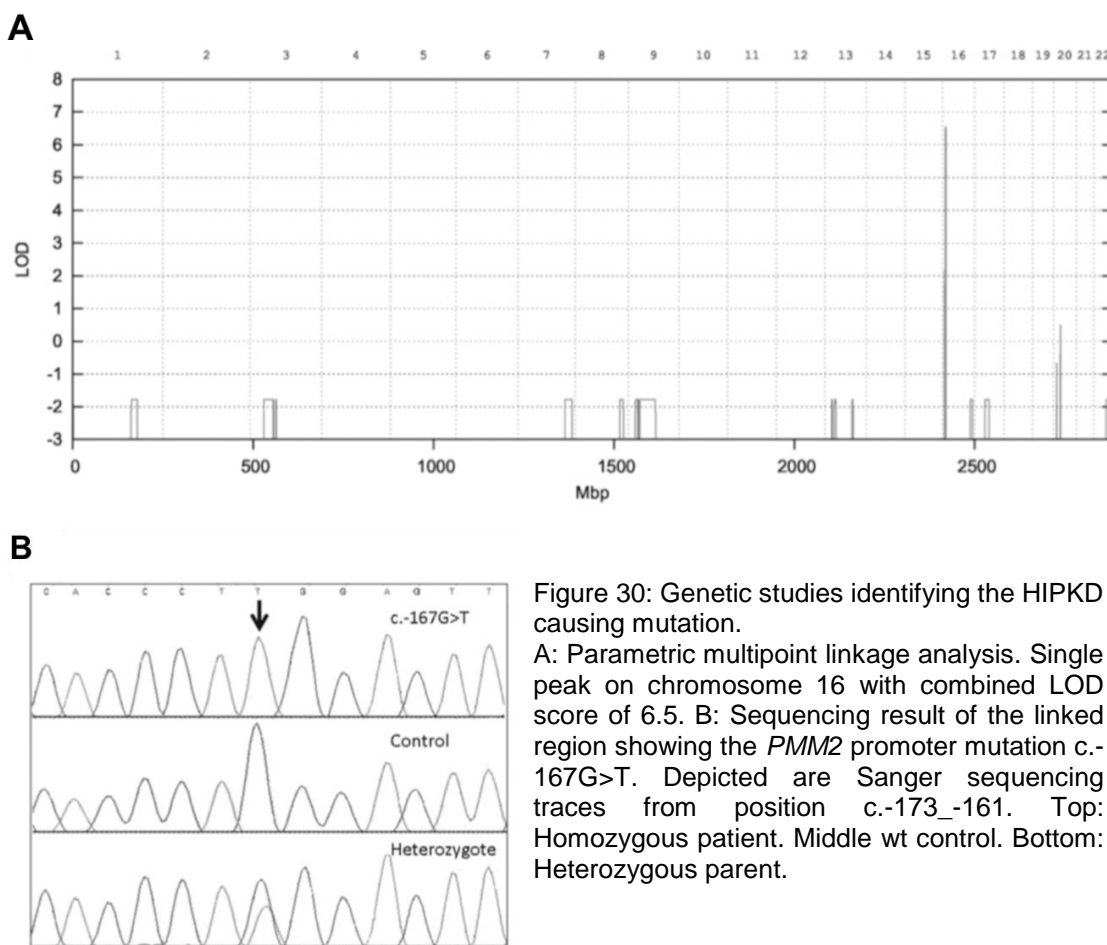 A
1 2 3 4 5 6 7 8 9 10 11 12 13 14 15 16 17 18 19 20 21 22
8
7
6
5
4
3
2
1
0
-1
-2
-3
LOD
0 500 1000 1500 2000 2500
Mbp
B
C A C C C T T G G A G T T
c.-167G>T
Control
Heterozygote
Figure 30: Genetic studies identifying the HIPKD
causing mutation.
A: Parametric multipoint linkage analysis. Single
peak on chromosome 16 with combined LOD
score of 6.5. B: Sequencing result of the linked
region showing the PMM2 promoter mutation c.-
167G>T. Depicted are Sanger sequencing
traces from position c.-173_-161. Top:
Homozygous patient. Middle wt control. Bottom:
Heterozygous parent.